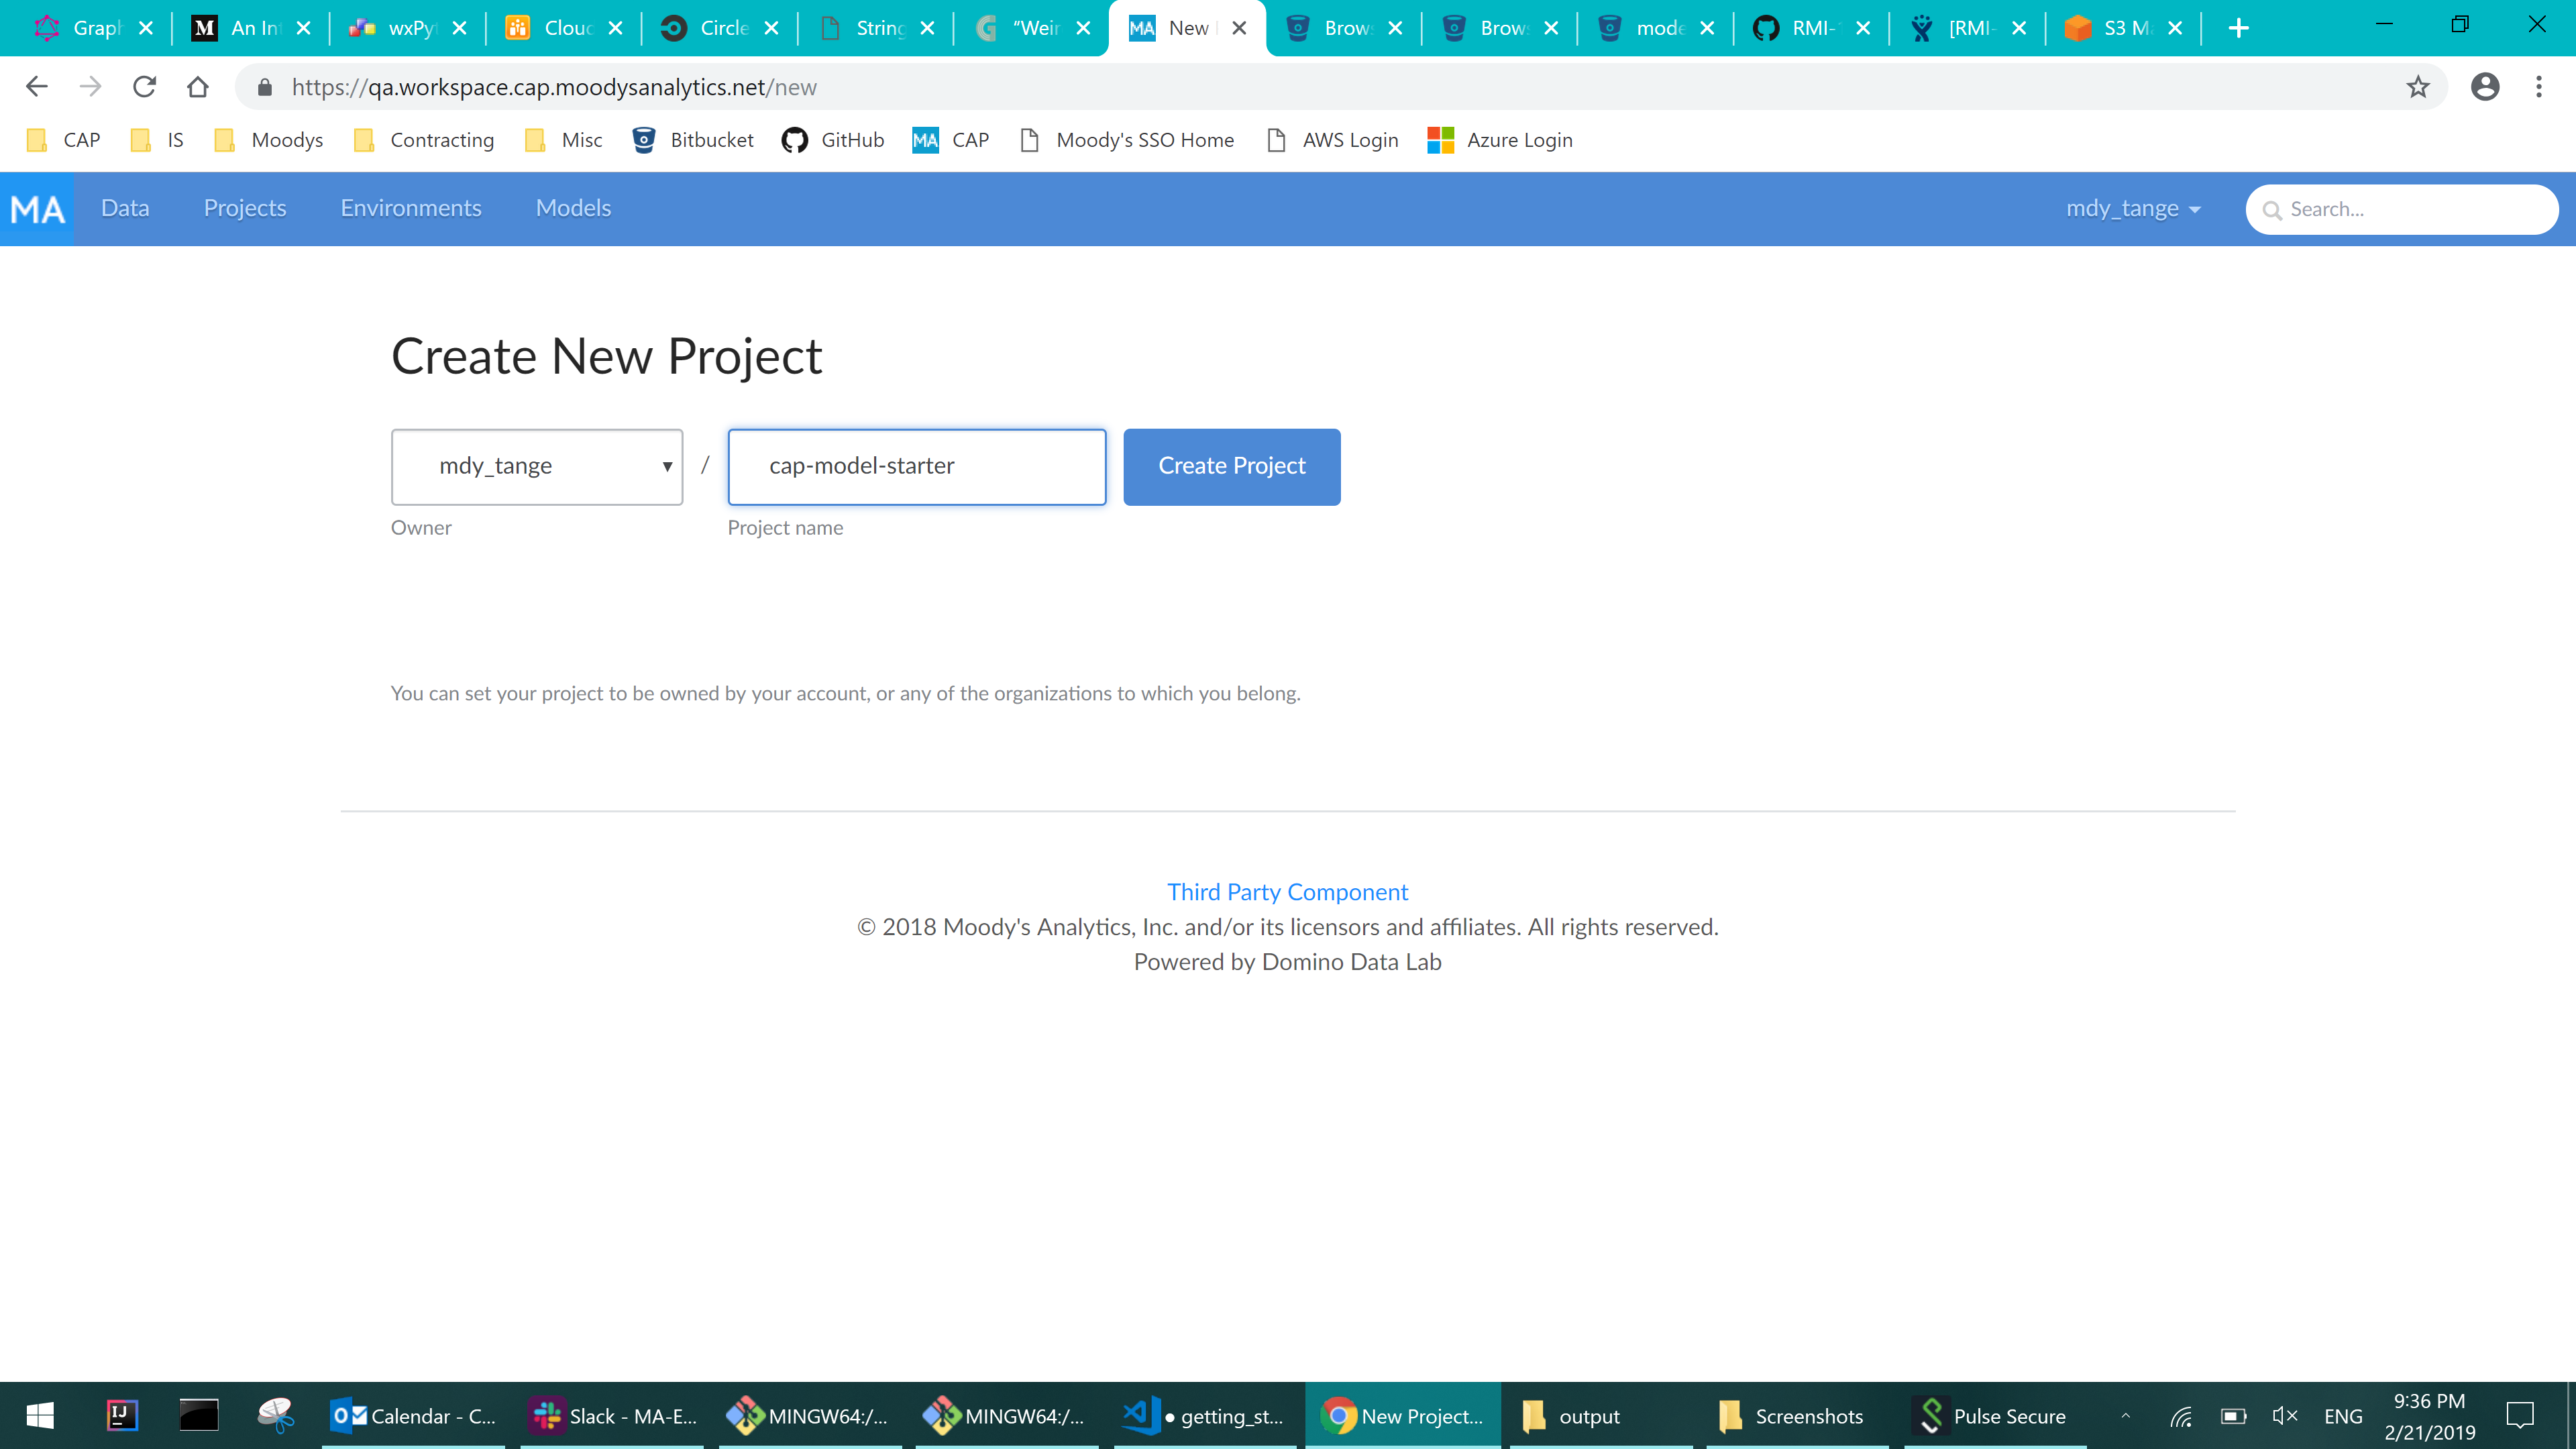 Graph
M An In
wxPy
Clou
Circle
String
"Weir
MA New
Brow
Brow
mode
RMI-
[RMI-
S3 M
https://qa.workspace.cap.moodysanalytics.net/new
CAP IS Moodys Contracting Misc Bitbucket GitHub MA CAP Moody's SSO Home AWS Login Azure Login
MA Data Projects Environments Models mdy_tange Search...
Create New Project
mdy_tange / cap-model-starter Create Project
Owner Project name
You can set your project to be owned by your account, or any of the organizations to which you belong.
Third Party Component
© 2018 Moody's Analytics, Inc. and/or its licensors and affiliates. All rights reserved.
Powered by Domino Data Lab
IJ Calendar - C... Slack - MA-E... MINGW64:/... MINGW64:/... ● getting_st... New Project... output Screenshots Pulse Secure ENG 9:36 PM
2/21/2019